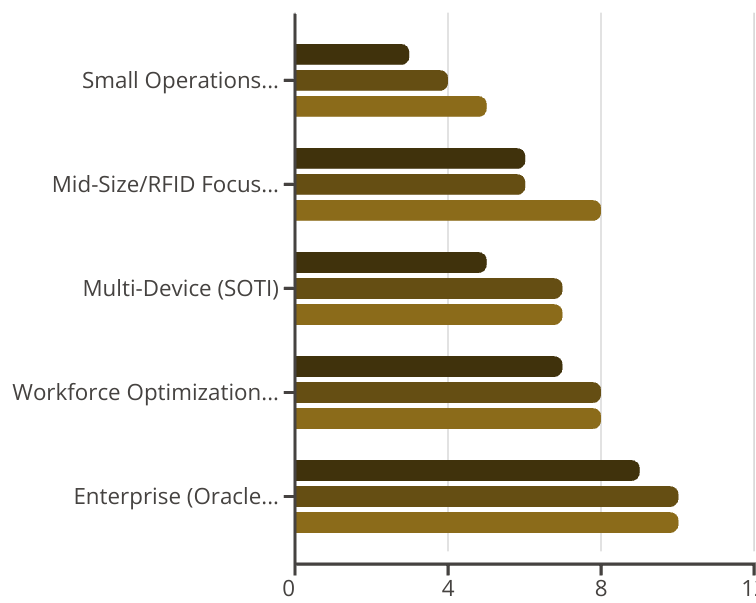 Small Operations...
Mid-Size/RFID Focus...
Multi-Device (SOTI)
Workforce Optimization...
Enterprise (Oracle...
0 4 8